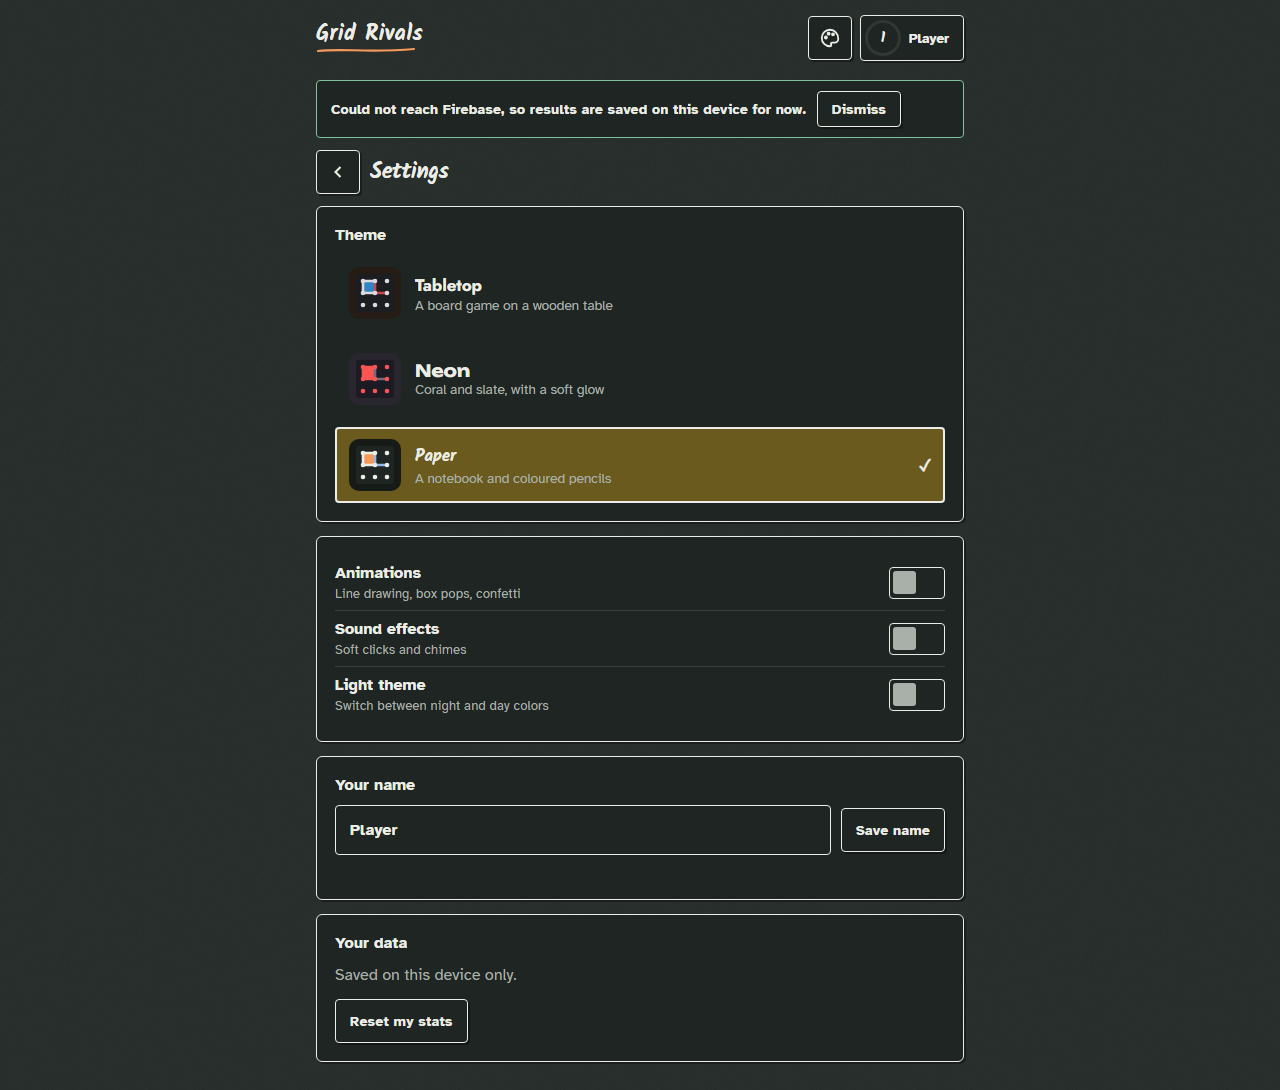 Grid Rivals
1 Player
Could not reach Firebase, so results are saved on this device for now. Dismiss
Settings
Theme
Tabletop
A board game on a wooden table
Neon
Coral and slate, with a soft glow
Paper
A notebook and coloured pencils
Animations
Line drawing, box pops, confetti
Sound effects
Soft clicks and chimes
Light theme
Switch between night and day colors
Your name
Player Save name
Your data
Saved on this device only.
Reset my stats